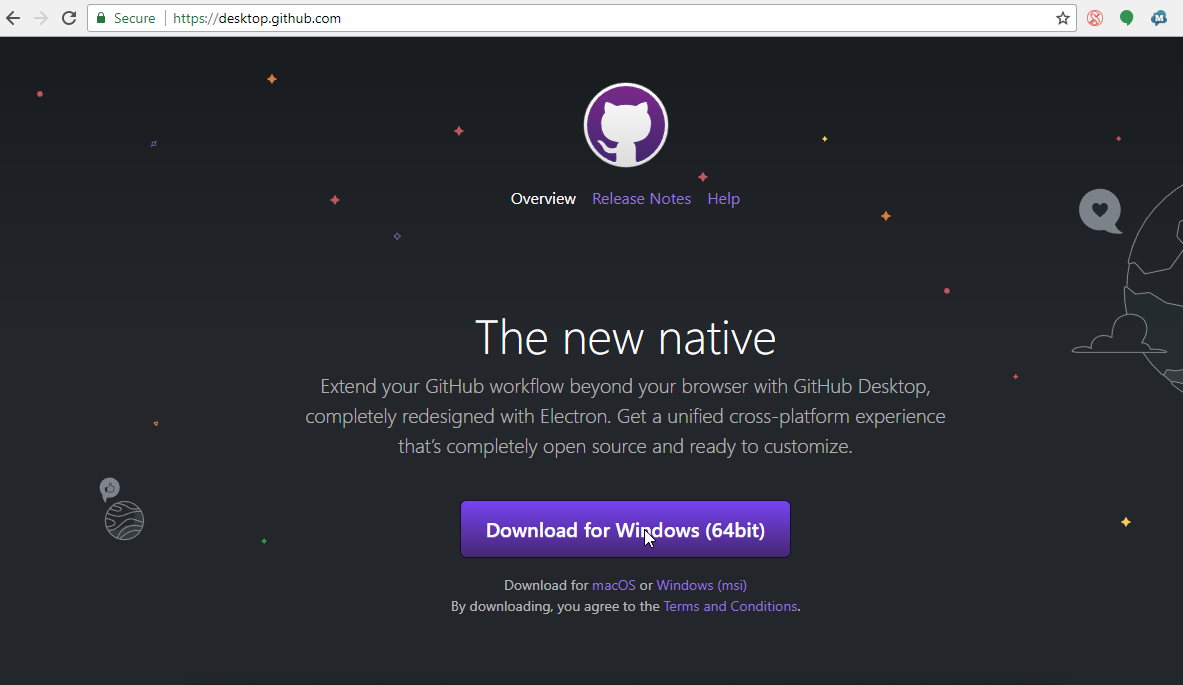 Secure
https://desktop.github.com
M
Overview Release Notes Help
The new native
Extend your GitHub workflow beyond your browser with GitHub Desktop,
completely redesigned with Electron. Get a unified cross-platform experience
that's completely open source and ready to customize.
Download for Windows (64bit)
Download for macOS or Windows (msi)
By downloading, you agree to the Terms and Conditions.